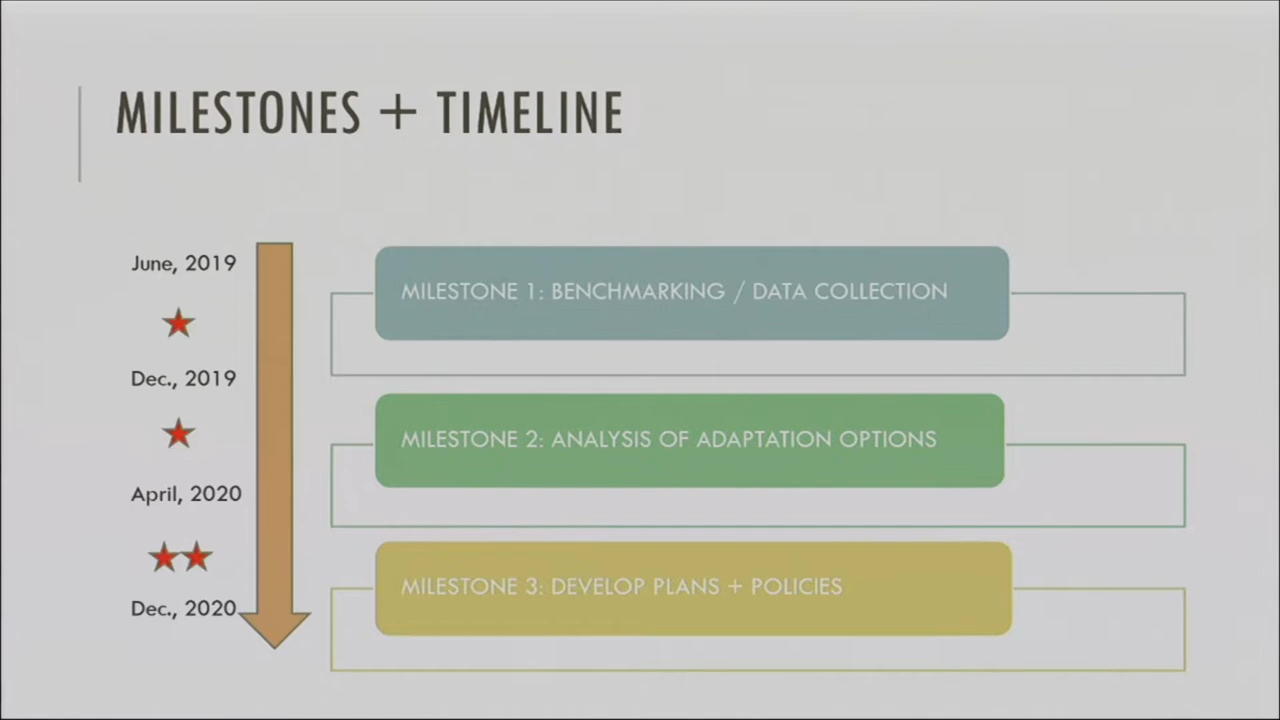 MILESTONES + TIMELINE
June, 2019
MILESTONE 1: BENCHMARKING / DATA COLLECTION
Dec., 2019
MILESTONE 2: ANALYSIS OF ADAPTATION OPTIONS
April, 2020
MILESTONE 3: DEVELOP PLANS + POLICIES
Dec., 2020